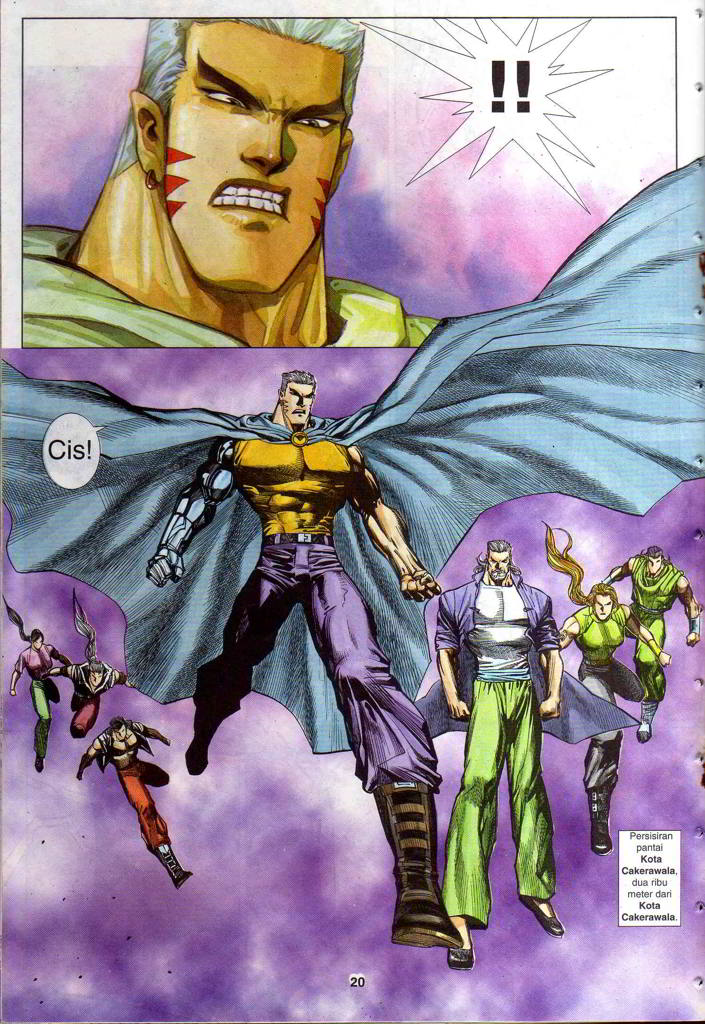 !!
Cis!
Persisiran
pantai
Kota
Cakerawala,
dua ribu
meter dari
Kota
Cakerawala.
20